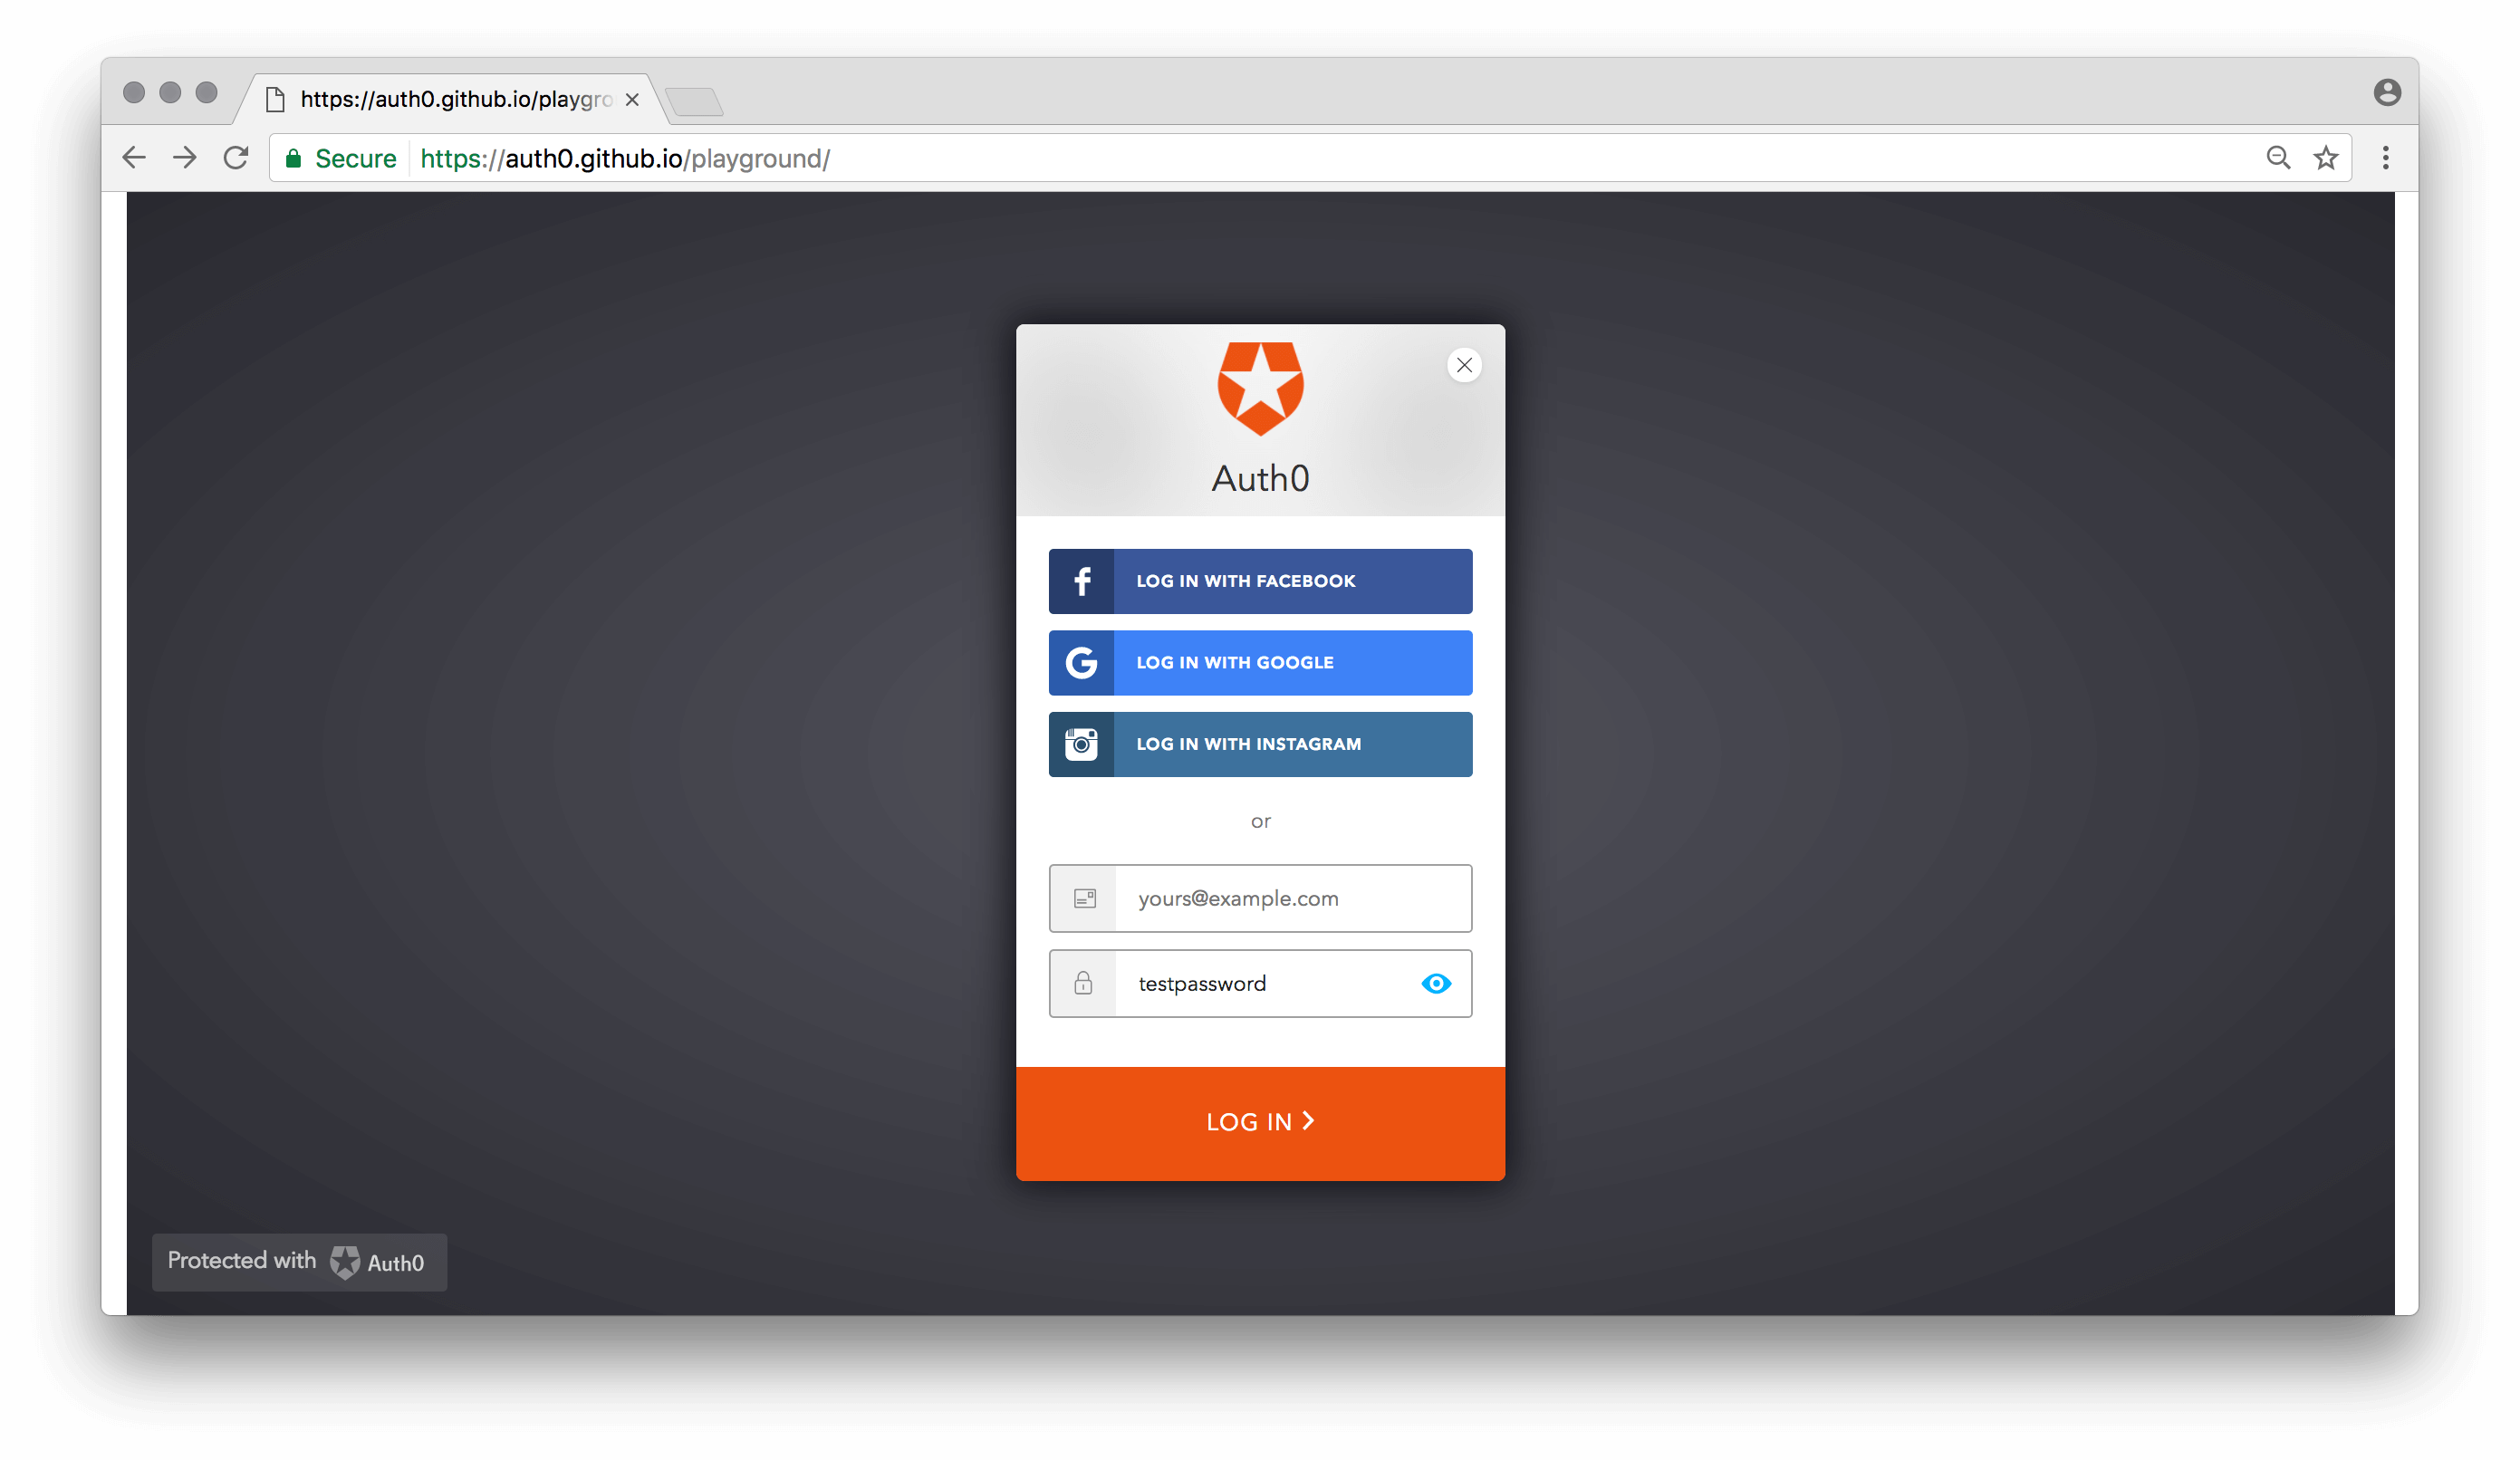 https://auth0.github.io/playgro
Secure https://auth0.github.io/playground/
Auth0
LOG IN WITH FACEBOOK
LOG IN WITH GOOGLE
LOG IN WITH INSTAGRAM
or
yours@example.com
testpassword
LOG IN
Protected with Auth0